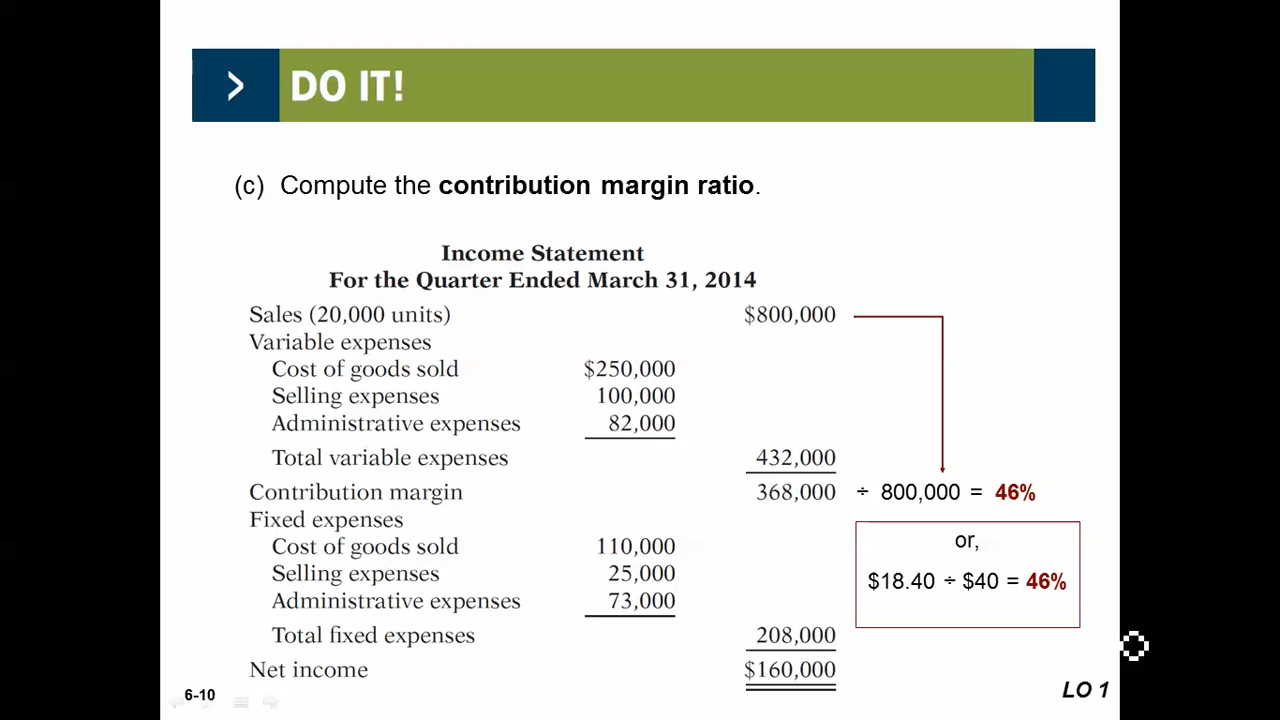 > DO IT!
(c) Compute the contribution margin ratio.
Income Statement
For the Quarter Ended March 31, 2014
Sales (20,000 units) $800,000
Variable expenses
Cost of goods sold $250,000
Selling expenses 100,000
Administrative expenses 82,000
Total variable expenses 432,000
Contribution margin 368,000 ÷ 800,000 = 46%
Fixed expenses
or,
Cost of goods sold 110,000
Selling expenses 25,000 $18.40 ÷ $40 = 46%
Administrative expenses 73,000
Total fixed expenses 208,000
Net income $160,000
6-10
LO 1